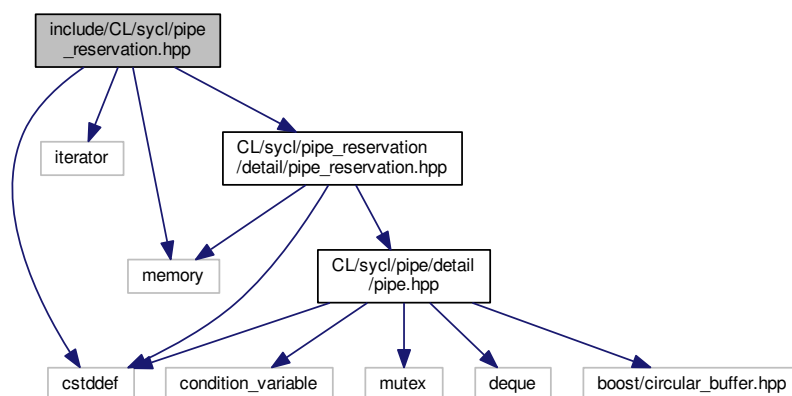 include/CL/sycl/pipe
_reservation.hpp
iterator
CL/sycl/pipe_reservation
/detail/pipe_reservation.hpp
memory
CL/sycl/pipe/detail
/pipe.hpp
cstddef
condition_variable
mutex
deque
boost/circular_buffer.hpp